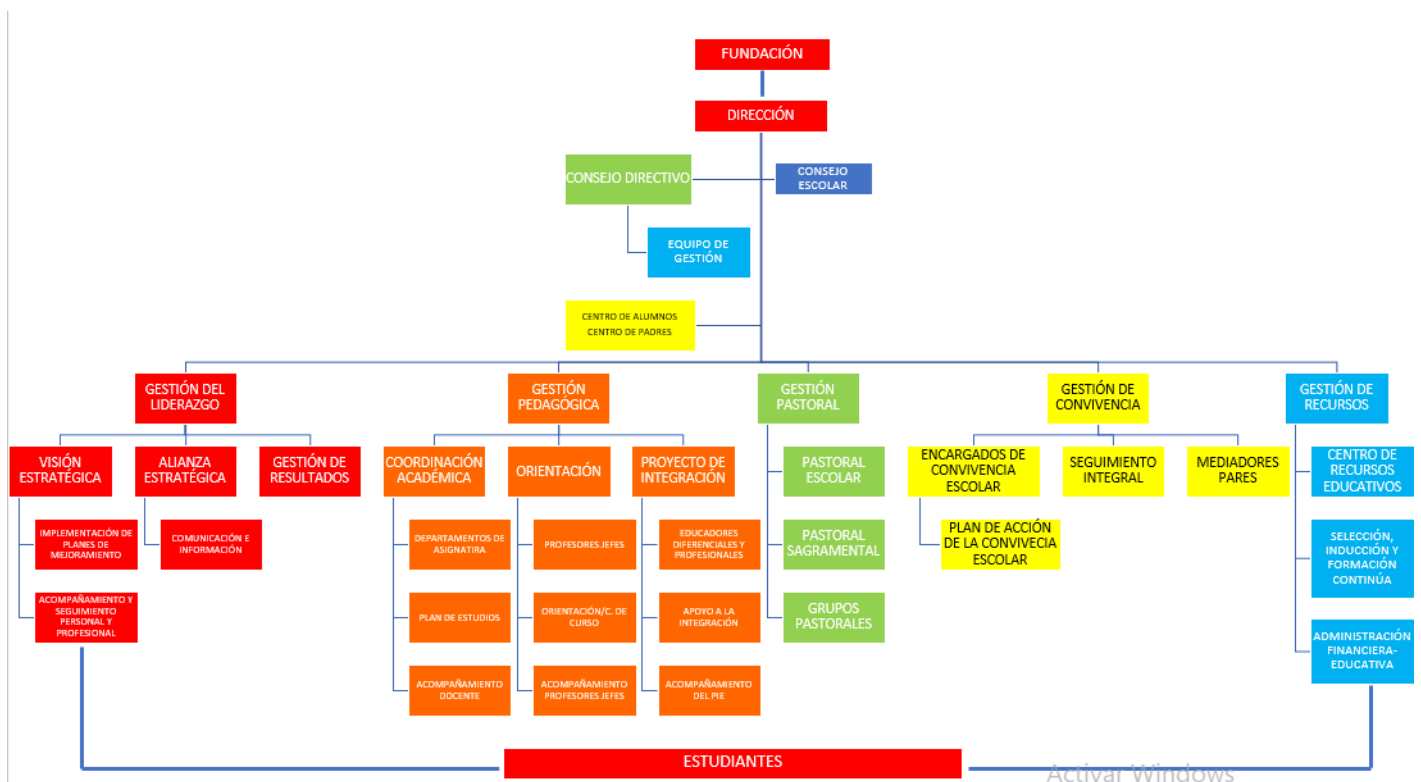 FUNDACIÓN
DIRECCIÓN
CONSEJO DIRECTIVO
CONSEJO
ESCOLAR
EQUIPO DE
GESTIÓN
CENTRO DE ALUMNOS
CENTRO DE PADRES
GESTIÓN DEL
LIDERAZGO
GESTIÓN
PEDAGÓGICA
GESTIÓN
PASTORAL
GESTIÓN DE
CONVIVENCIA
GESTIÓN DE
RECURSOS
VISIÓN
ESTRATÉGICA
ALIANZA
ESTRATÉGICA
GESTIÓN DE
RESULTADOS
COORDINACIÓN
ACADÉMICA
ORIENTACIÓN
PROYECTO DE
INTEGRACIÓN
PASTORAL
ESCOLAR
ENCARGADOS DE
CONVIVENCIA
ESCOLAR
SEGUIMIENTO
INTEGRAL
MEDIADORES
PARES
CENTRO DE
RECURSOS
EDUCATIVOS
IMPLEMENTACIÓN DE
PLANES DE
MEJORAMIENTO
COMUNICACIÓN E
INFORMACIÓN
DEPARTAMENTOS DE
ASIGNATIRA
PROFESORES JEFES
EDUCADORES
DIFERENCIALES Y
PROFESIONALES
PASTORAL
SAGRAMENTAL
PLAN DE ACCIÓN
DE LA CONVIVECIA
ESCOLAR
SELECCIÓN,
INDUCCIÓN Y
FORMACIÓN
CONTINÚA
ACOMPAÑAMIENTO Y
SEGUIMIENTO
PERSONAL Y
PROFESIONAL
PLAN DE ESTUDIOS
ORIENTACIÓN/C. DE
CURSO
APOYO A LA
INTEGRACIÓN
GRUPOS
PASTORALES
ADMINISTRACIÓN
FINANCIERA-
EDUCATIVA
ACOMPAÑAMIENTO
DOCENTE
ACOMPAÑAMIENTO
PROFESORES JEFES
ACOMPAÑAMIENTO
DEL PIE
ESTUDIANTES
Activar Windows